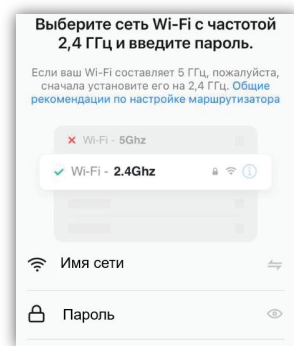 Выберите сеть Wi-Fi с частотой
2,4 ГГц и введите пароль.
Если ваш Wi-Fi составляет 5 ГГц, пожалуйста,
сначала установите его на 2,4 ГГц. Общие
рекомендации по настройке маршрутизатора
Wi-Fi - 5Ghz
Wi-Fi - 2.4Ghz
Имя сети
Пароль